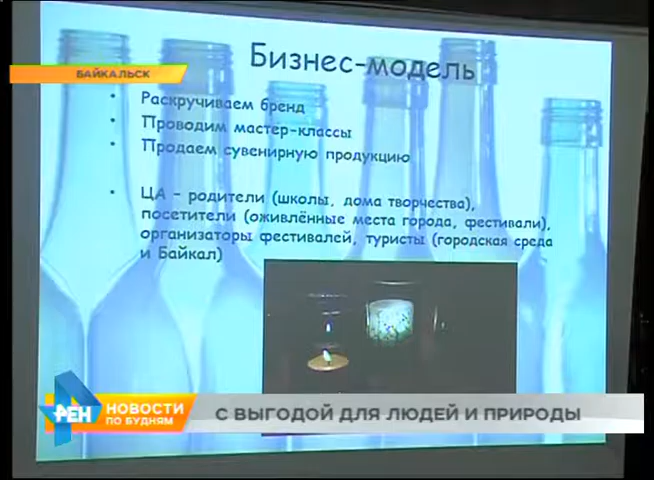 Бизнес-модель
БАЙКАЛЬСК
• Раскручиваем бренд
• Проводим мастер-классы
• Продаем сувенирную продукцию
• ЦА – родители (школы, дома творчества),
посетители (оживлённые места города, фестивали),
организаторы фестивалей, туристы (городская среда
и Байкал)
РЕН
НОВОСТИ
ПО БУДНЯМ
С ВЫГОДОЙ ДЛЯ ЛЮДЕЙ И ПРИРОДЫ